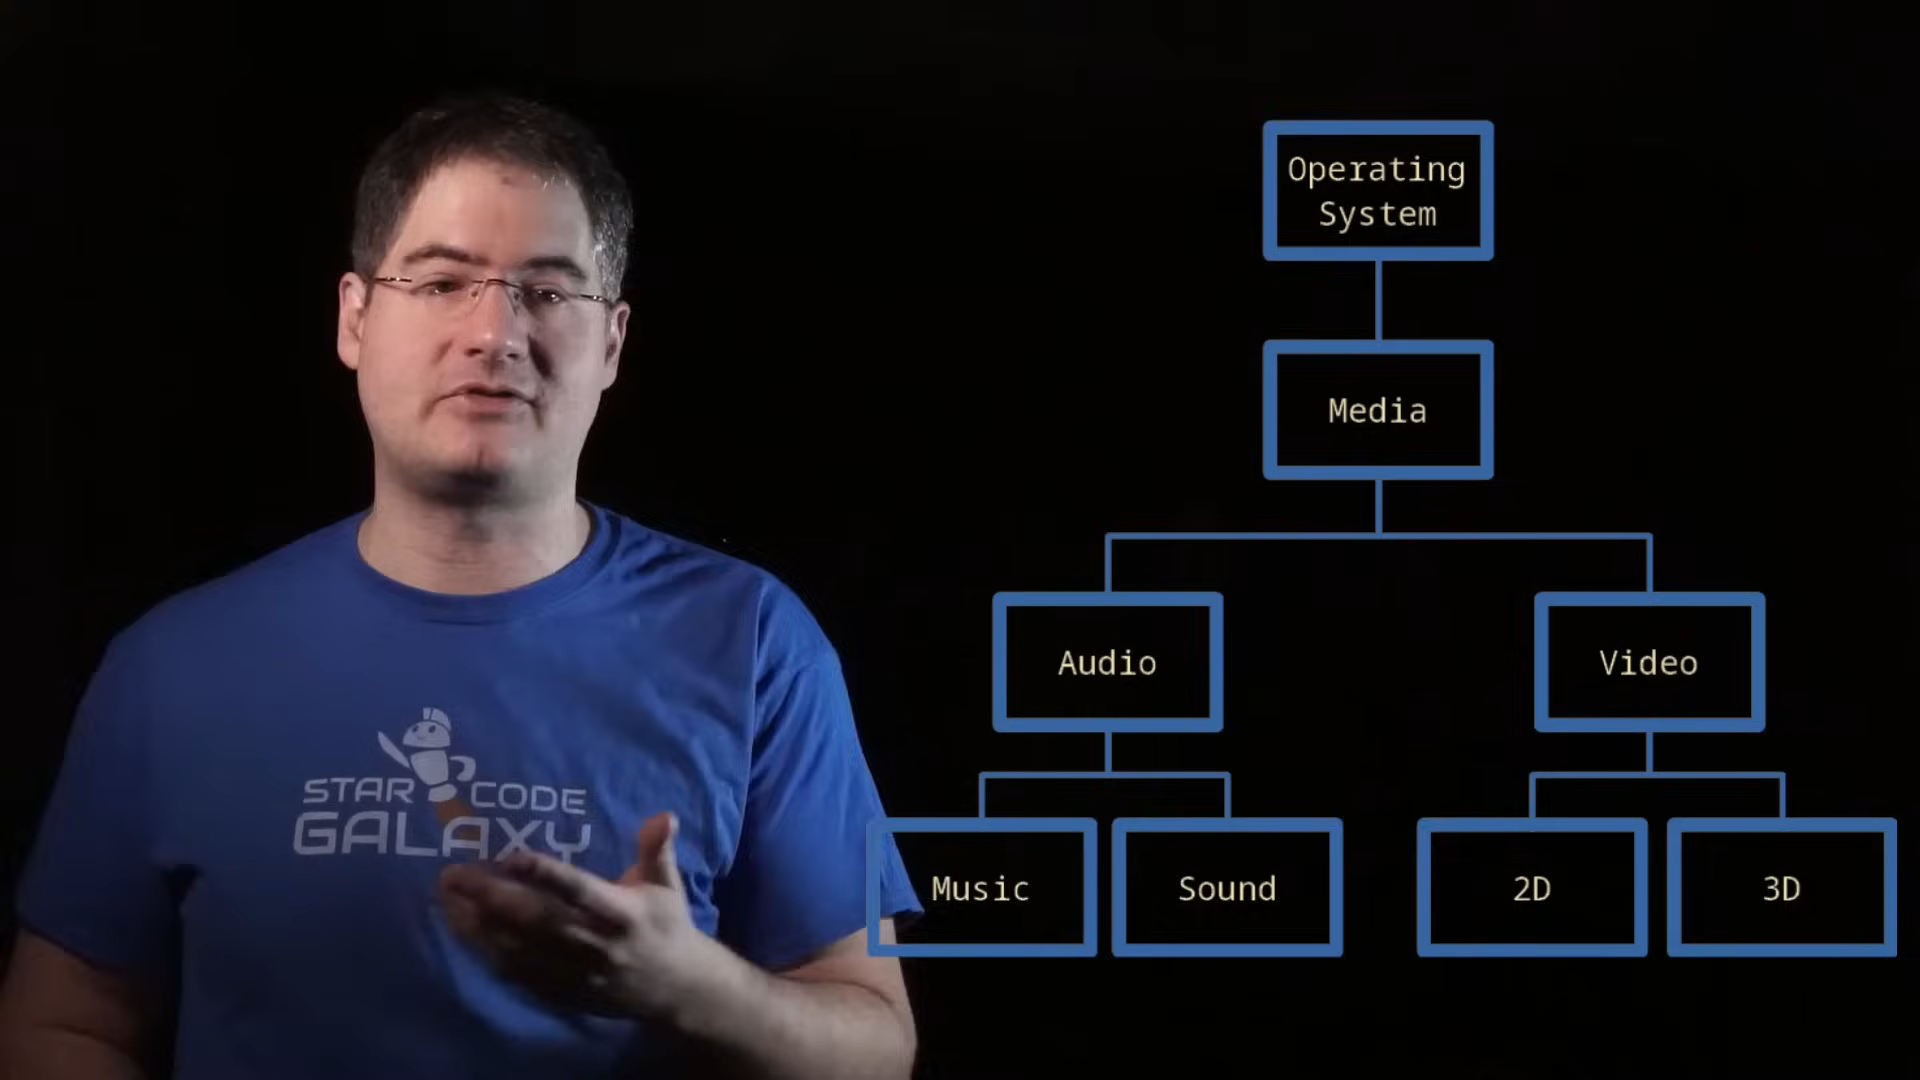 Operating
System
Media
Audio
Video
Music
Sound
2D
3D
STAR CODE
GALAXY